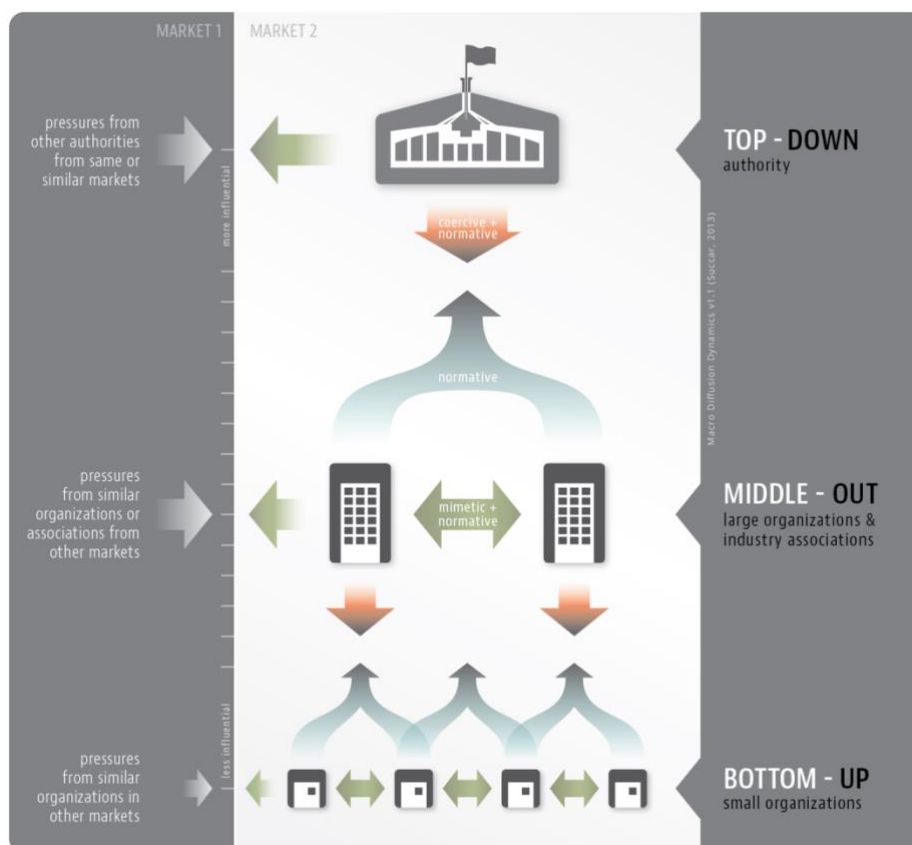 MARKET 1
MARKET 2
pressures from
other authorities
from same or
similar markets
more influential
coercive +
normative
TOP - DOWN
authority
normative
Macro Diffusion Dynamics v1.1 (Succar, 2013)
pressures
from similar
organizations or
associations from
other markets
mimetic +
normative
MIDDLE - OUT
large organizations &
industry associations
less influential
pressures
from similar
organizations in
other markets
BOTTOM - UP
small organizations